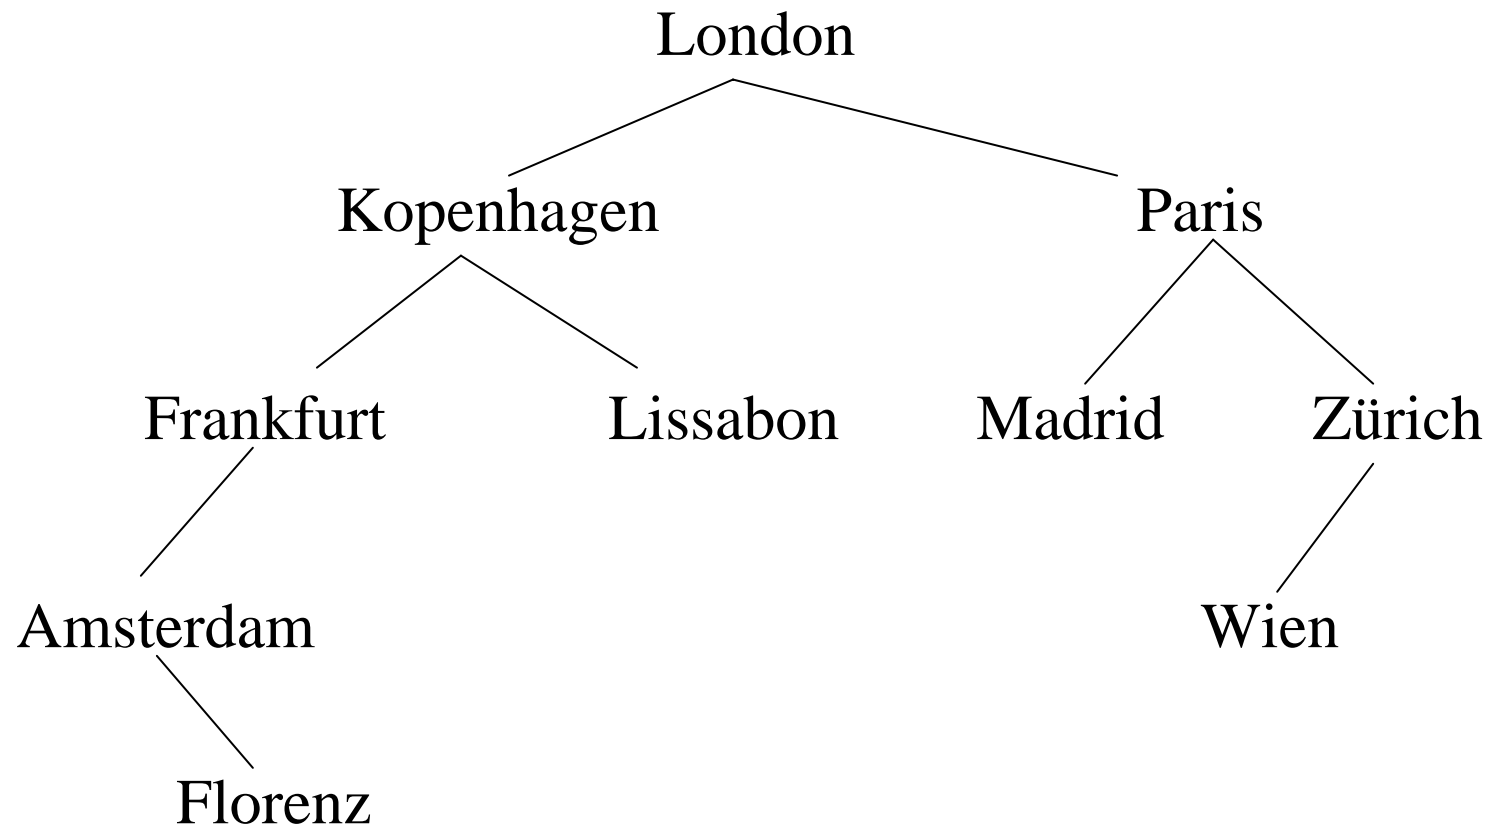 London
Kopenhagen
Paris
Frankfurt
Lissabon
Madrid
Zürich
Amsterdam
Wien
Florenz